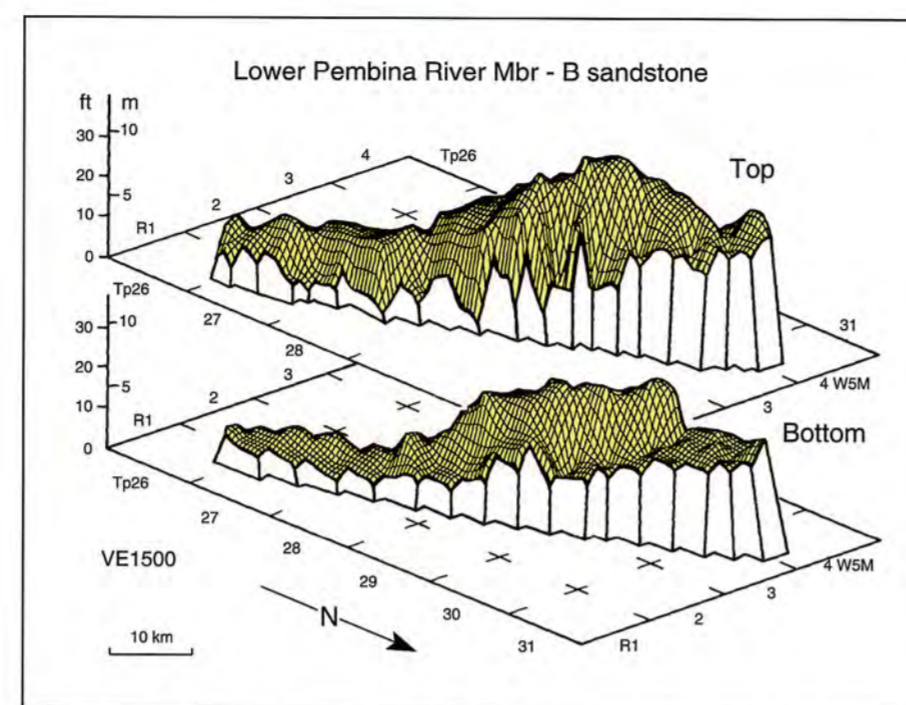 Lower Pembina River Mbr - B sandstone
ft m
30 10
20
5
10
0
R1 2 3 4 Tp26
Top
Tp26 27 28
31
4 W5M
3
30 10
20
5
10
0
R1 2 3
Bottom
Tp26 27 28 29 30 31
4 W5M
3
2
R1
VE1500
N
10 km